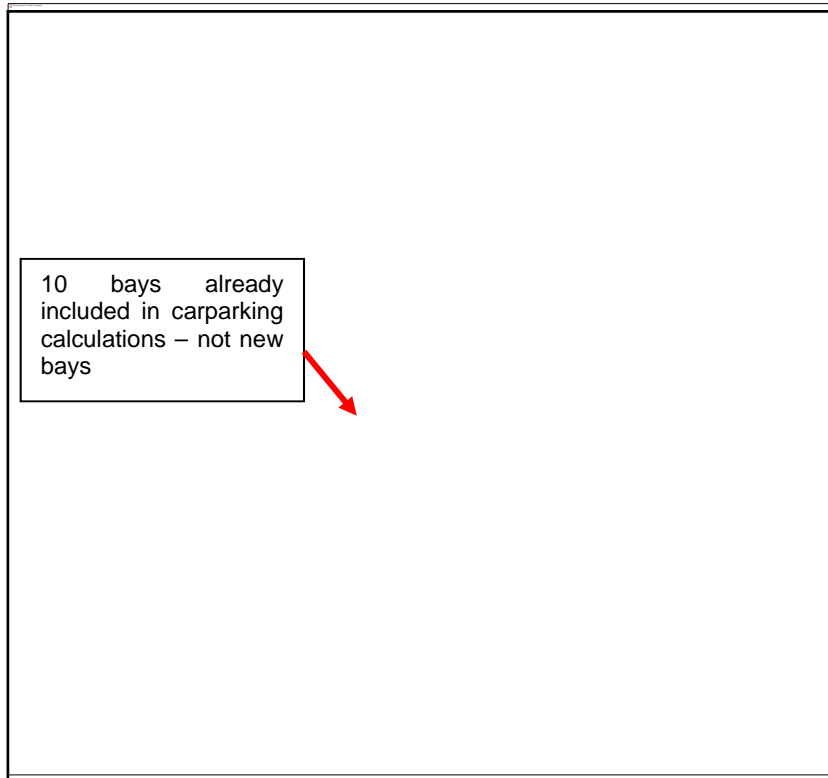 10 bays already
included in carparking
calculations – not new
bays